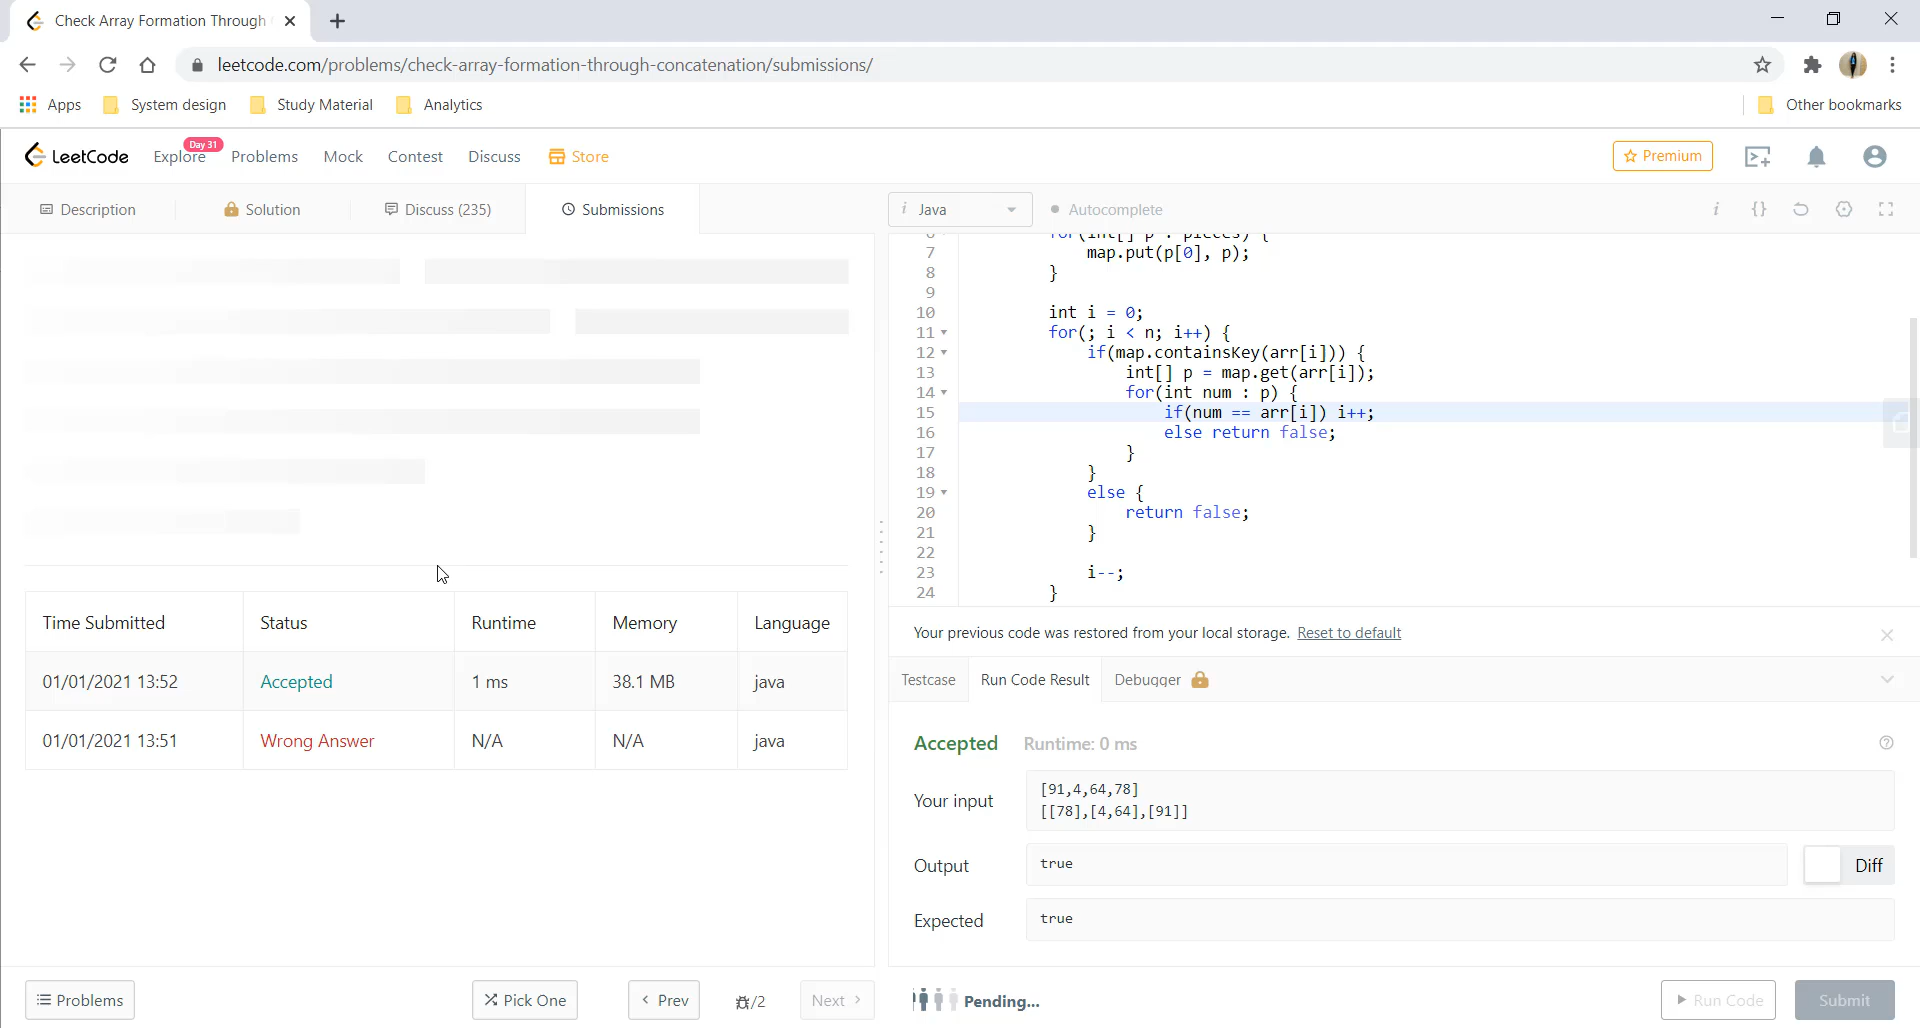 Check Array Formation Through
leetcode.com/problems/check-array-formation-through-concatenation/submissions/
Apps System design Study Material Analytics Other bookmarks
LeetCode Explore Day 31 Problems Mock Contest Discuss Store Premium
Description Solution Discuss (235) Submissions
i Java Autocomplete
6 for(int[] p : pieces) {
7 map.put(p[0], p);
8 }
9
10 int i = 0;
11 for(; i < n; i++) {
12 if(map.containsKey(arr[i])) {
13 int[] p = map.get(arr[i]);
14 for(int num : p) {
15 if(num == arr[i]) i++;
16 else return false;
17 }
18 }
19 else {
20 return false;
21 }
22
23 i--;
24 }
Time Submitted Status Runtime Memory Language
01/01/2021 13:52 Accepted 1 ms 38.1 MB java
01/01/2021 13:51 Wrong Answer N/A N/A java
Your previous code was restored from your local storage. Reset to default
Testcase Run Code Result Debugger
Accepted Runtime: 0 ms
Your input
[91,4,64,78]
[[78],[4,64],[91]]
Output true Diff
Expected true
Problems Pick One Prev /2 Next Pending... Run Code Submit